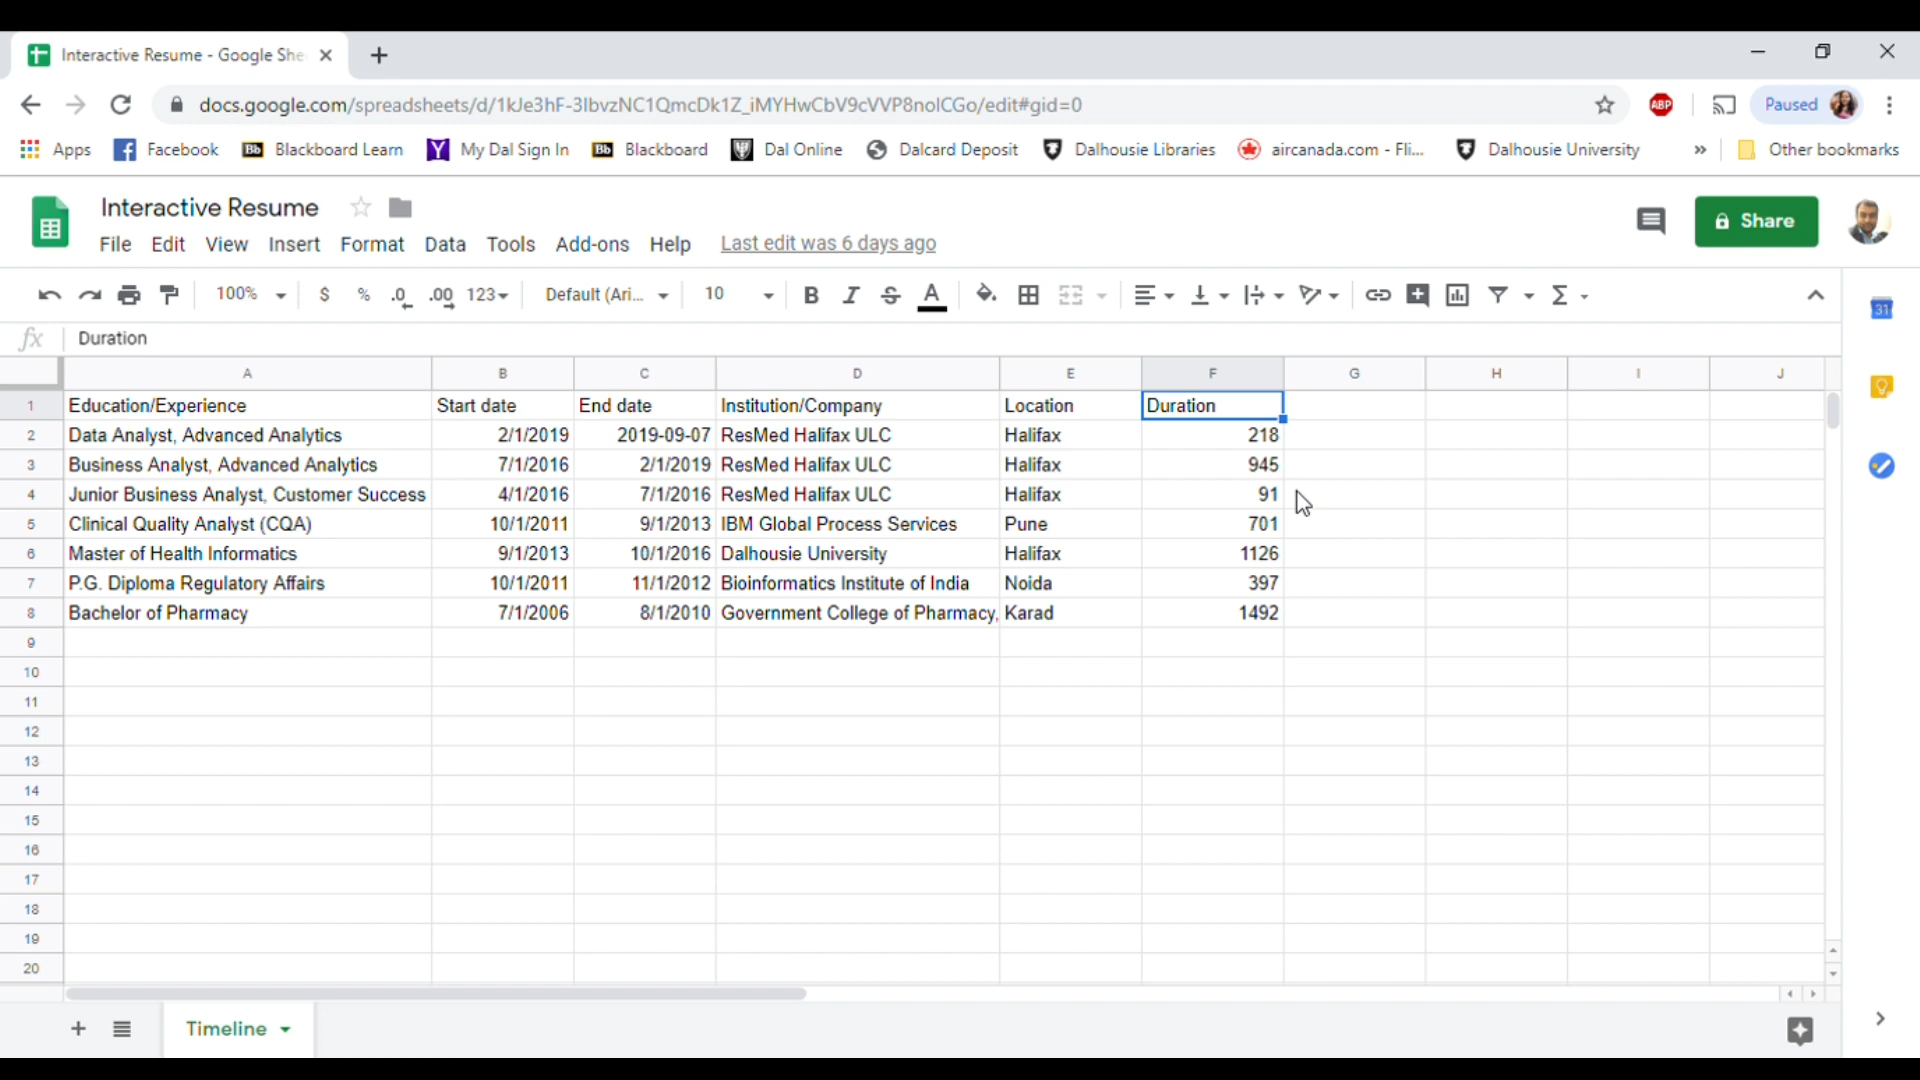 Interactive Resume - Google She
docs.google.com/spreadsheets/d/1kJe3hF-3IbvzNC1QmcDk1Z_iMYHwCbV9cVVP8nolCGo/edit#gid=0
ABP
Paused
Apps Facebook Bb Blackboard Learn Y My Dal Sign In Bb Blackboard Dal Online Dalcard Deposit Dalhousie Libraries aircanada.com - Fli... Dalhousie University » Other bookmarks
Interactive Resume
Share
File Edit View Insert Format Data Tools Add-ons Help Last edit was 6 days ago
100% $ % .0 .00 123 Default (Ari... 10 B I S A Σ
31
fx Duration
A B C D E F G H I J
1 Education/Experience Start date End date Institution/Company Location Duration
2 Data Analyst, Advanced Analytics 2/1/2019 2019-09-07 ResMed Halifax ULC Halifax 218
3 Business Analyst, Advanced Analytics 7/1/2016 2/1/2019 ResMed Halifax ULC Halifax 945
4 Junior Business Analyst, Customer Success 4/1/2016 7/1/2016 ResMed Halifax ULC Halifax 91
5 Clinical Quality Analyst (CQA) 10/1/2011 9/1/2013 IBM Global Process Services Pune 701
6 Master of Health Informatics 9/1/2013 10/1/2016 Dalhousie University Halifax 1126
7 P.G. Diploma Regulatory Affairs 10/1/2011 11/1/2012 Bioinformatics Institute of India Noida 397
8 Bachelor of Pharmacy 7/1/2006 8/1/2010 Government College of Pharmacy, Karad 1492
9
10
11
12
13
14
15
16
17
18
19
20
Timeline